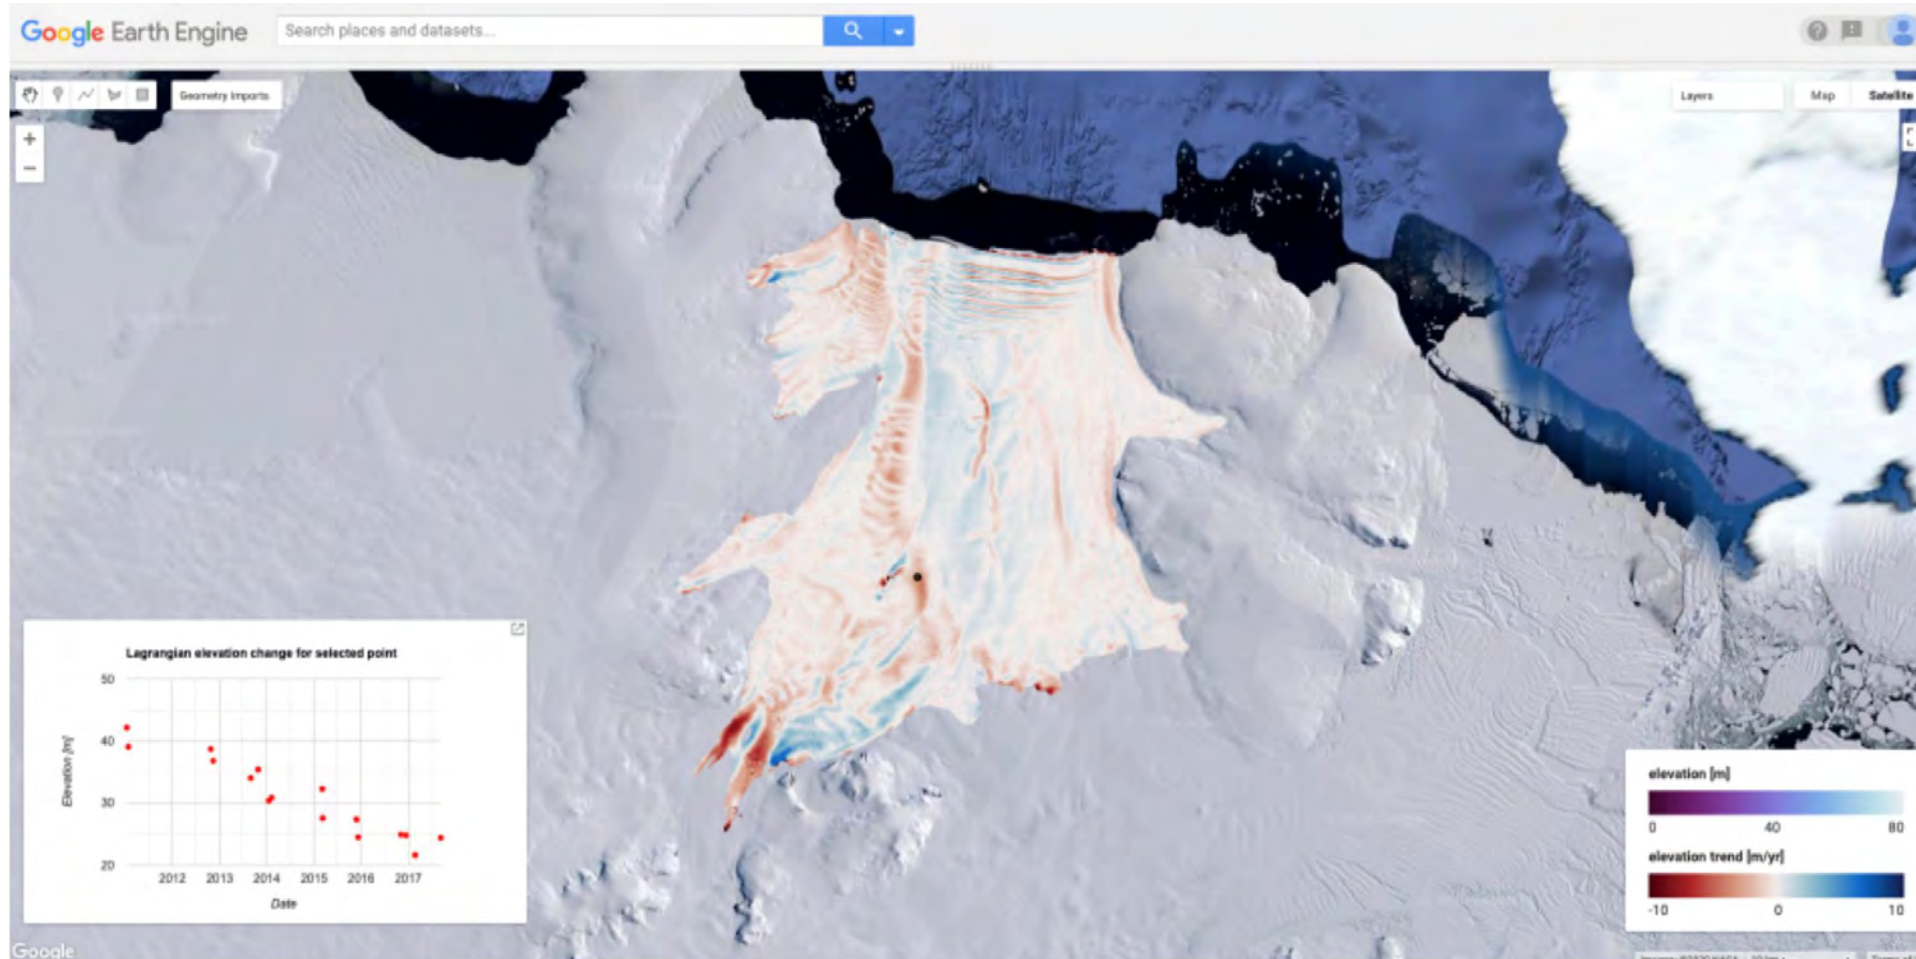 Google Earth Engine
Search places and datasets...
Geometry Imports
Layers
Map
Satellite
+
−
Lagrangian elevation change for selected point
50
40
30
20
Elevation [m]
2012 2013 2014 2015 2016 2017
Date
elevation [m]
0 40 80
elevation trend [m/yr]
-10 0 10
Google